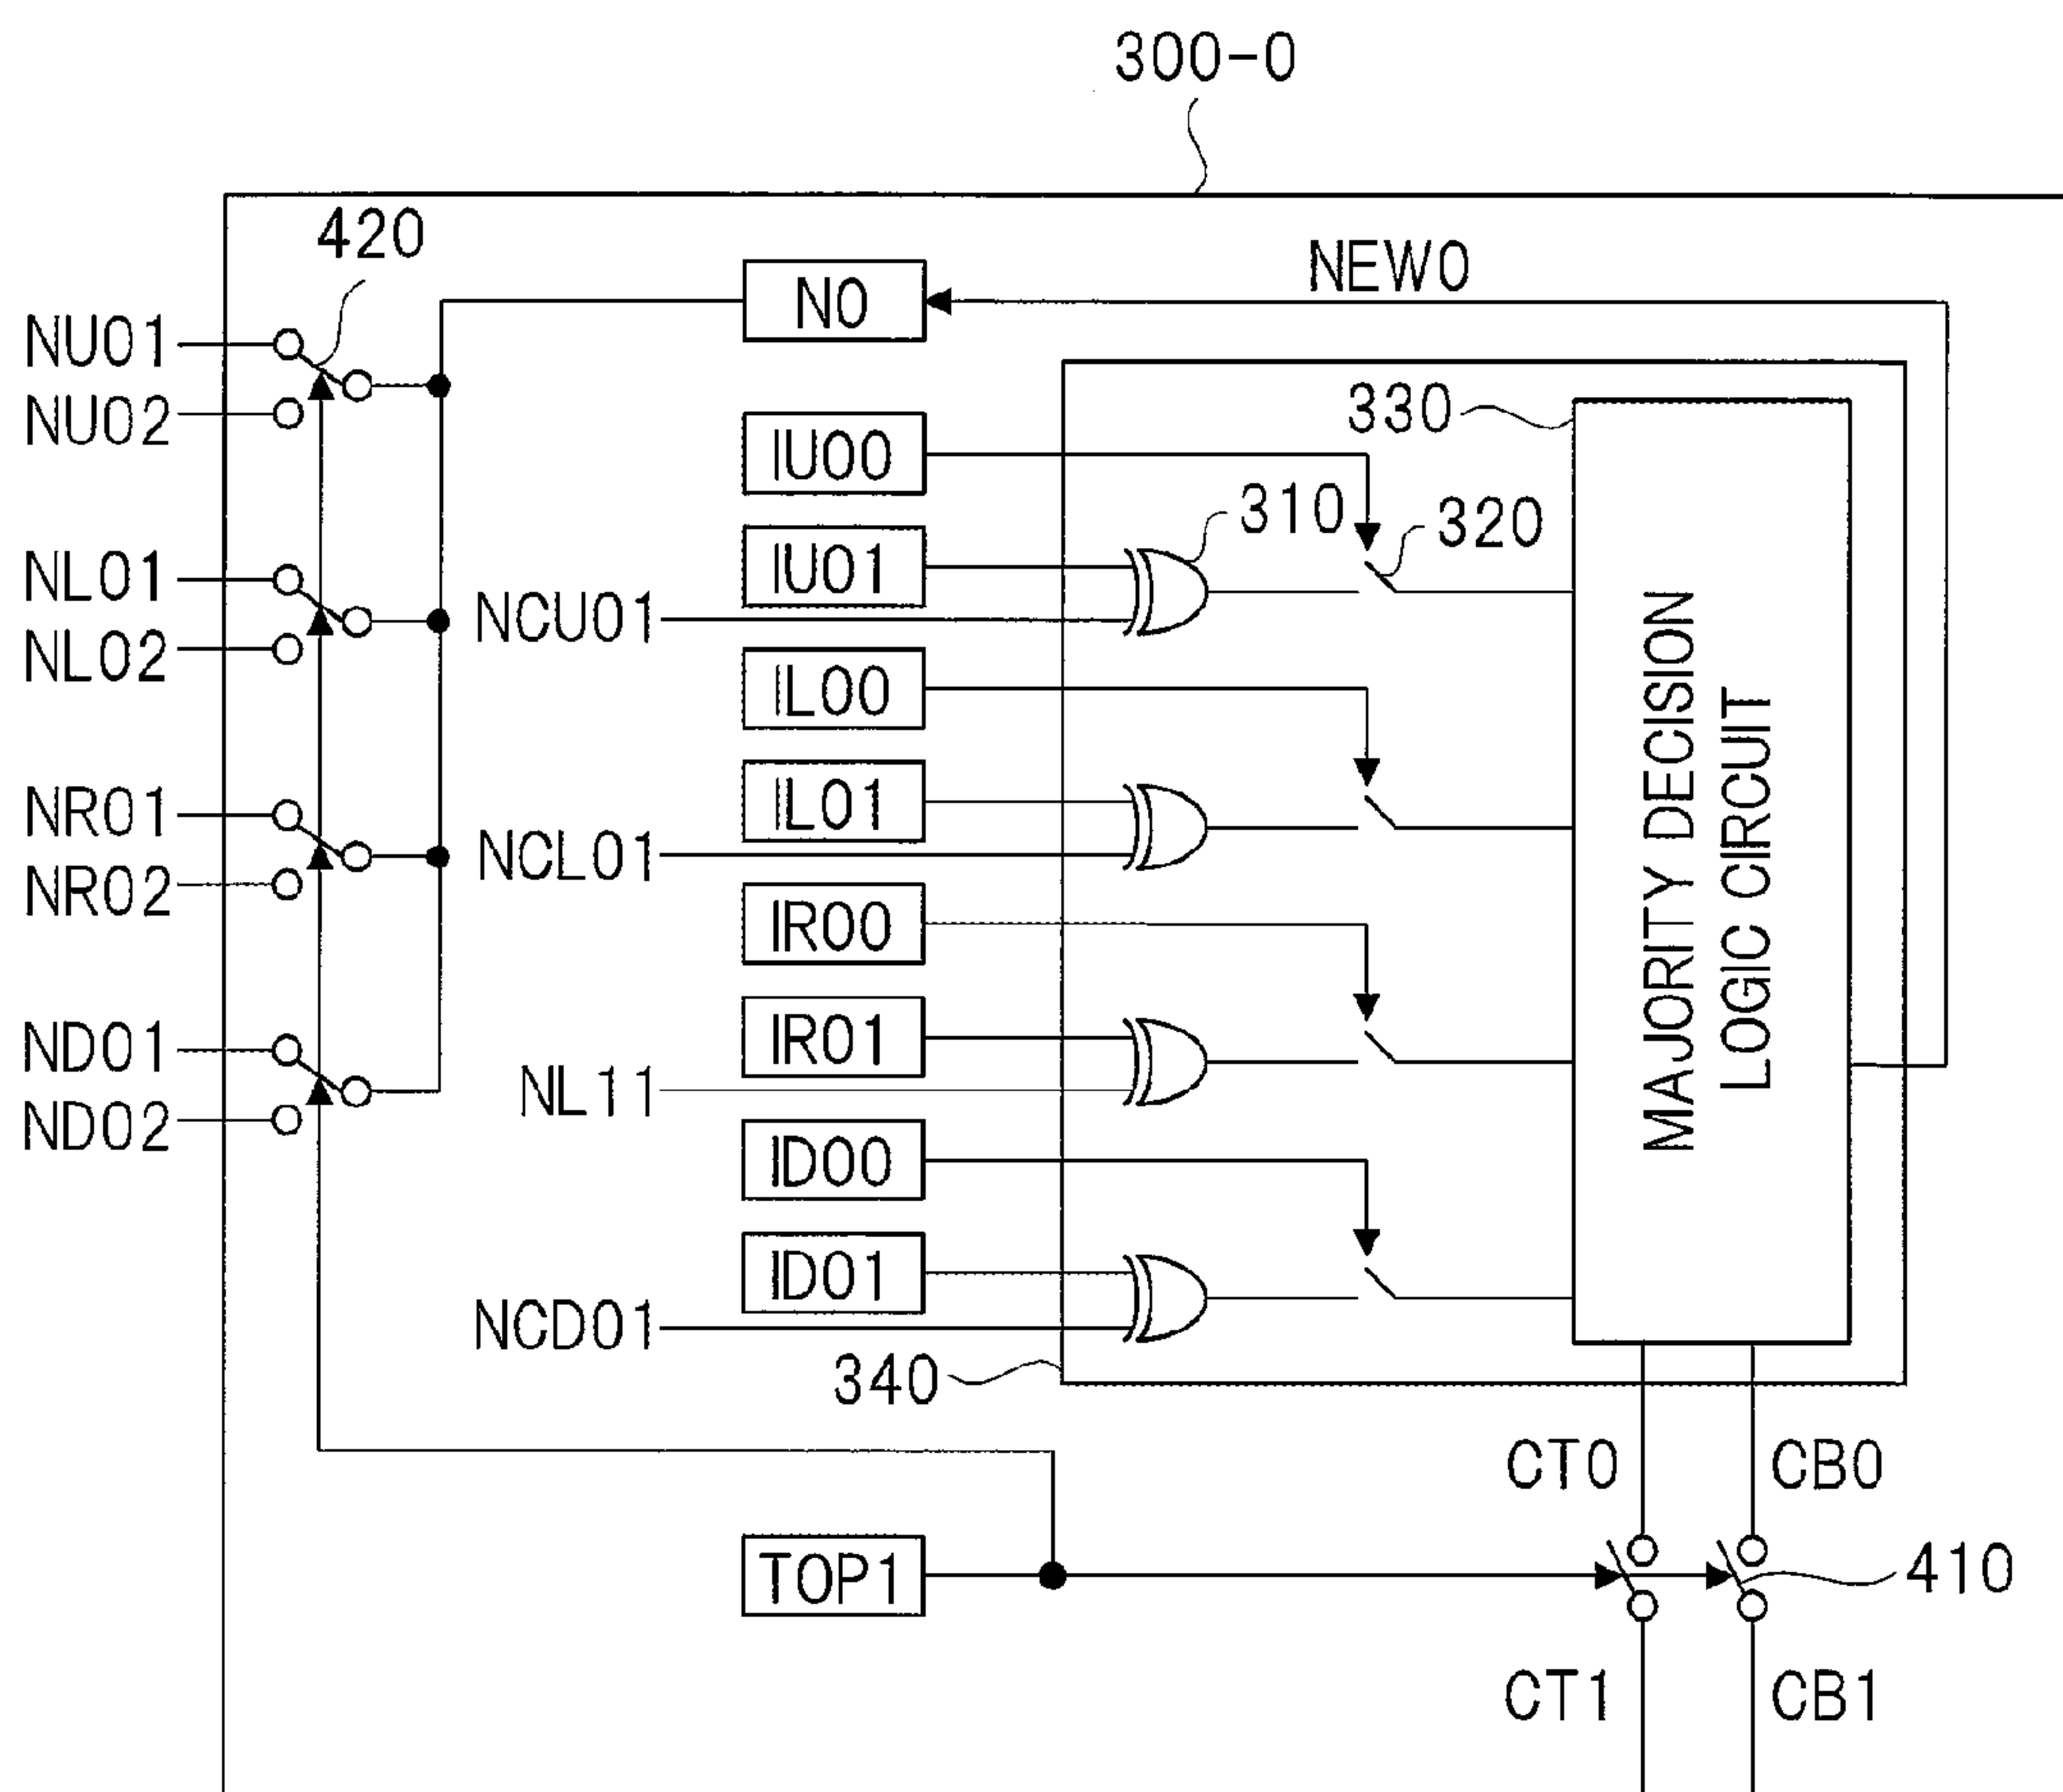 300-0
420
NEW0
N0
NU01
NU02
330
IU00
310
320
IU01
NCU01
NL01
NL02
IL00
IL01
NCL01
NR01
NR02
IR00
IR01
NL11
ND01
ND02
ID00
ID01
NCD01
MAJORITY DECISION
LOGIC CIRCUIT
340
CT0
CB0
TOP1
410
CT1
CB1